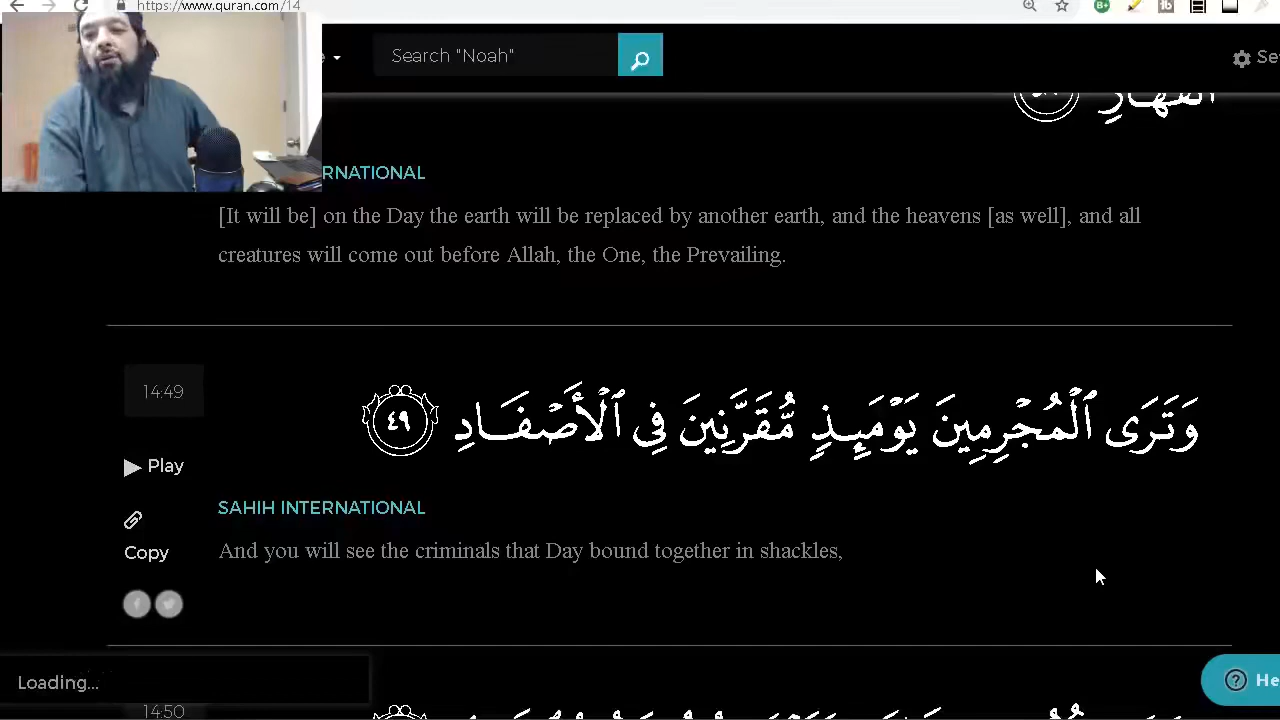 https://www.quran.com/14
Search "Noah"
RNATIONAL
[It will be] on the Day the earth will be replaced by another earth, and the heavens [as well], and all
creatures will come out before Allah, the One, the Prevailing.
14:49
وَتَرَى ٱلْمُجْرِمِينَ يَوْمَئِذٍ مُّقَرَّنِينَ فِى ٱلْأَصْفَادِ ٤٩
Play
SAHIH INTERNATIONAL
Copy
And you will see the criminals that Day bound together in shackles,
Loading...
He
14:50